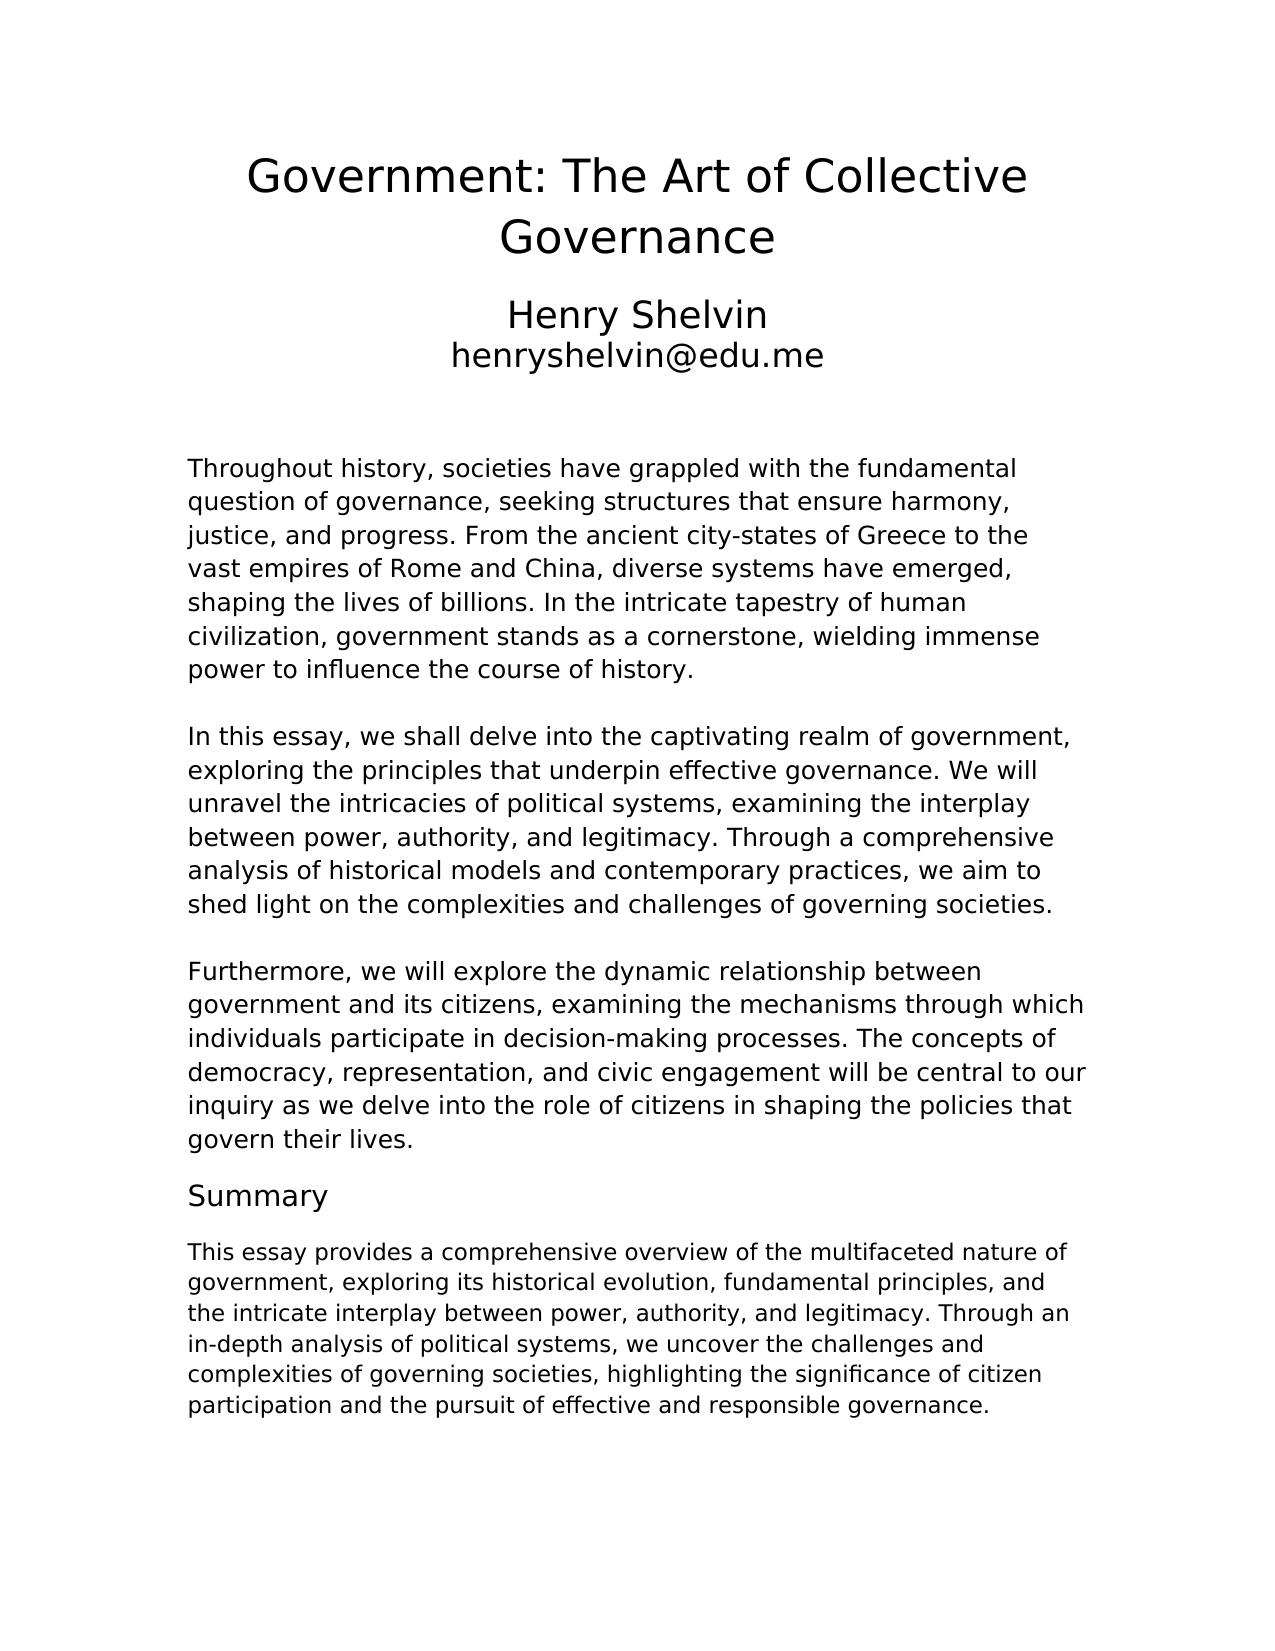 Government: The Art of Collective
Governance
Henry Shelvin
henryshelvin@edu.me
Throughout history, societies have grappled with the fundamental
question of governance, seeking structures that ensure harmony,
justice, and progress. From the ancient city-states of Greece to the
vast empires of Rome and China, diverse systems have emerged,
shaping the lives of billions. In the intricate tapestry of human
civilization, government stands as a cornerstone, wielding immense
power to influence the course of history.
In this essay, we shall delve into the captivating realm of government,
exploring the principles that underpin effective governance. We will
unravel the intricacies of political systems, examining the interplay
between power, authority, and legitimacy. Through a comprehensive
analysis of historical models and contemporary practices, we aim to
shed light on the complexities and challenges of governing societies.
Furthermore, we will explore the dynamic relationship between
government and its citizens, examining the mechanisms through which
individuals participate in decision-making processes. The concepts of
democracy, representation, and civic engagement will be central to our
inquiry as we delve into the role of citizens in shaping the policies that
govern their lives.
Summary
This essay provides a comprehensive overview of the multifaceted nature of
government, exploring its historical evolution, fundamental principles, and
the intricate interplay between power, authority, and legitimacy. Through an
in-depth analysis of political systems, we uncover the challenges and
complexities of governing societies, highlighting the significance of citizen
participation and the pursuit of effective and responsible governance.